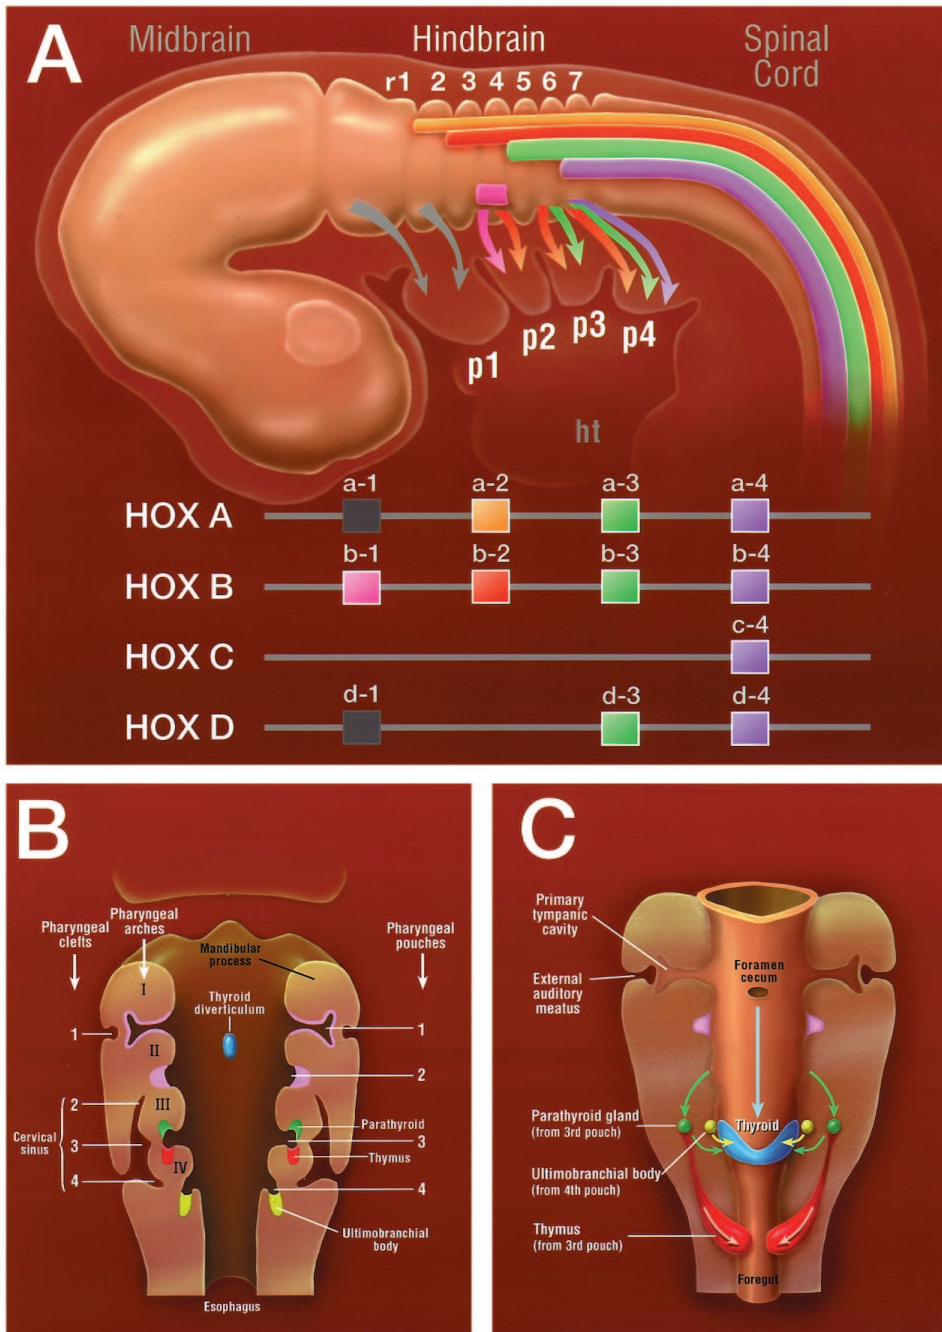 A
Midbrain
Hindbrain
Spinal
Cord
r1 2 3 4 5 6 7
p1
p2
p3
p4
ht
a-1 a-2 a-3 a-4
HOX A
b-1 b-2 b-3 b-4
HOX B
c-4
HOX C
d-1 d-3 d-4
HOX D
B
Pharyngeal
clefts
Pharyngeal
arches
Mandibular
process
Pharyngeal
pouches
I
Thyroid
diverticulum
1
1
II
2
2
III
Parathyroid
Cervical
sinus
3
3
Thymus
IV
4
4
Ultimobranchial
body
Esophagus
C
Primary
tympanic
cavity
Foramen
cecum
External
auditory
meatus
Parathyroid gland
(from 3rd pouch)
Thyroid
Ultimobranchial body
(from 4th pouch)
Thymus
(from 3rd pouch)
Foregut